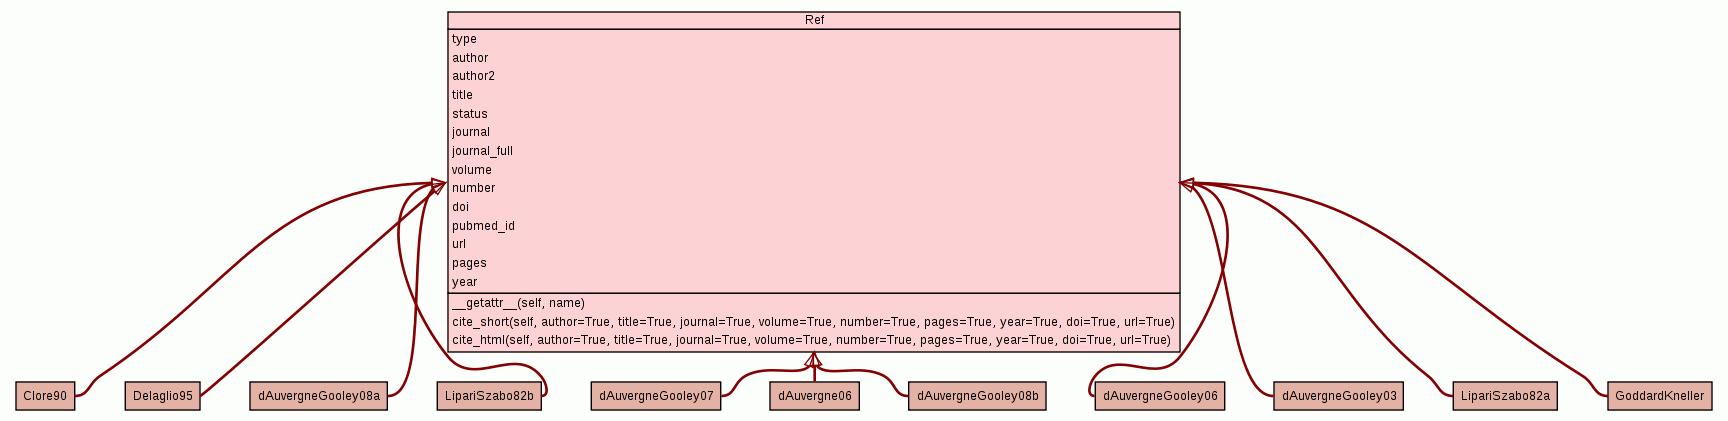 Ref
type
author
author2
title
status
journal
journal_full
volume
number
doi
pubmed_id
url
pages
year
__getattr__(self, name)
cite_short(self, author=True, title=True, journal=True, volume=True, number=True, pages=True, year=True, doi=True, url=True)
cite_html(self, author=True, title=True, journal=True, volume=True, number=True, pages=True, year=True, doi=True, url=True)
Clore90
Delaglio95
dAuvergneGooley08a
LipariSzabo82b
dAuvergneGooley07
dAuvergne06
dAuvergneGooley08b
dAuvergneGooley06
dAuvergneGooley03
LipariSzabo82a
GoddardKneller